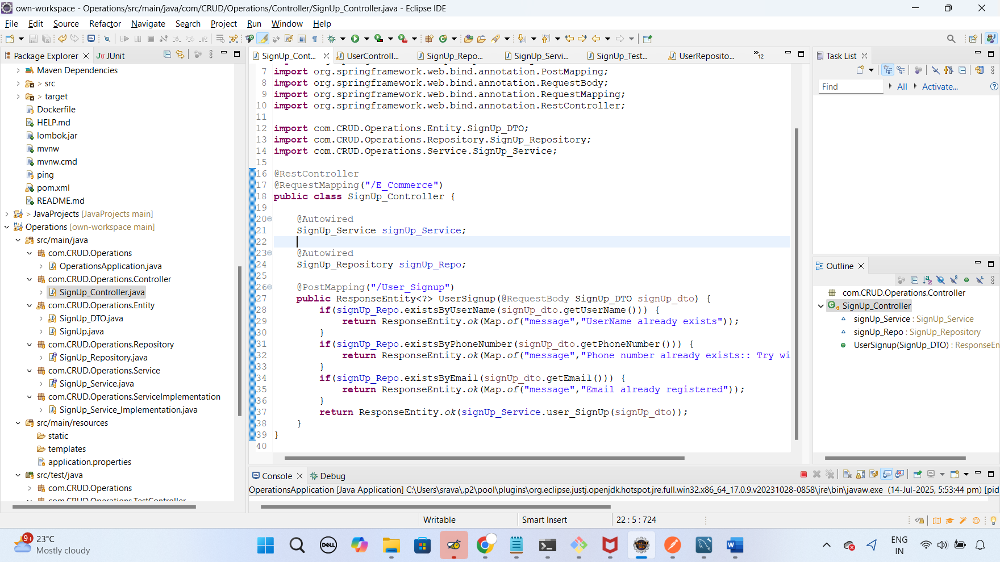 own-workspace - Operations/src/main/java/com/CRUD/Operations/Controller/SignUp_Controller.java - Eclipse IDE
File Edit Source Refactor Navigate Search Project Run Window Help
Package Explorer JUnit
Maven Dependencies
> src
> target
Dockerfile
HELP.md
lombok.jar
mvnw
mvnw.cmd
ping
pom.xml
README.md
> JavaProjects [JavaProjects main]
Operations [own-workspace main]
src/main/java
com.CRUD.Operations
OperationsApplication.java
com.CRUD.Operations.Controller
SignUp_Controller.java
com.CRUD.Operations.Entity
SignUp_DTO.java
SignUp.java
com.CRUD.Operations.Repository
SignUp_Repository.java
com.CRUD.Operations.Service
SignUp_Service.java
com.CRUD.Operations.ServiceImplementation
SignUp_Service_Implementation.java
src/main/resources
static
templates
application.properties
src/test/java
com.CRUD.Operations
com.CRUD.Operations.TestController
SignUp_Cont... UserControll... SignUp_Repo... SignUp_Servi... SignUp_Test... UserReposito... »12
7 import org.springframework.web.bind.annotation.PostMapping;
8 import org.springframework.web.bind.annotation.RequestBody;
9 import org.springframework.web.bind.annotation.RequestMapping;
10 import org.springframework.web.bind.annotation.RestController;
11
12 import com.CRUD.Operations.Entity.SignUp_DTO;
13 import com.CRUD.Operations.Repository.SignUp_Repository;
14 import com.CRUD.Operations.Service.SignUp_Service;
15
16 @RestController
17 @RequestMapping("/E_Commerce")
18 public class SignUp_Controller {
19
20 @Autowired
21 SignUp_Service signUp_Service;
22
23 @Autowired
24 SignUp_Repository signUp_Repo;
25
26 @PostMapping("/User_Signup")
27 public ResponseEntity<?> UserSignup(@RequestBody SignUp_DTO signUp_dto) {
28 if(signUp_Repo.existsByUserName(signUp_dto.getUserName())) {
29 return ResponseEntity.ok(Map.of("message","UserName already exists"));
30 }
31 if(signUp_Repo.existsByPhoneNumber(signUp_dto.getPhoneNumber())) {
32 return ResponseEntity.ok(Map.of("message","Phone number already exists:: Try wi
33 }
34 if(signUp_Repo.existsByEmail(signUp_dto.getEmail())) {
35 return ResponseEntity.ok(Map.of("message","Email already registered"));
36 }
37 return ResponseEntity.ok(signUp_Service.user_SignUp(signUp_dto));
38 }
39 }
40
Task List
Find All Activate...
Outline
com.CRUD.Operations.Controller
SignUp_Controller
signUp_Service : SignUp_Service
signUp_Repo : SignUp_Repository
UserSignup(SignUp_DTO) : ResponseEn
Console Debug
OperationsApplication [Java Application] C:\Users\srava\.p2\pool\plugins\org.eclipse.justj.openjdk.hotspot.jre.full.win32.x86_64_17.0.9.v20231028-0858\jre\bin\javaw.exe (14-Jul-2025, 5:53:44 pm) [pid
Writable Smart Insert 22 : 5 : 724
9+
23°C
Mostly cloudy
DELL
ENG
IN